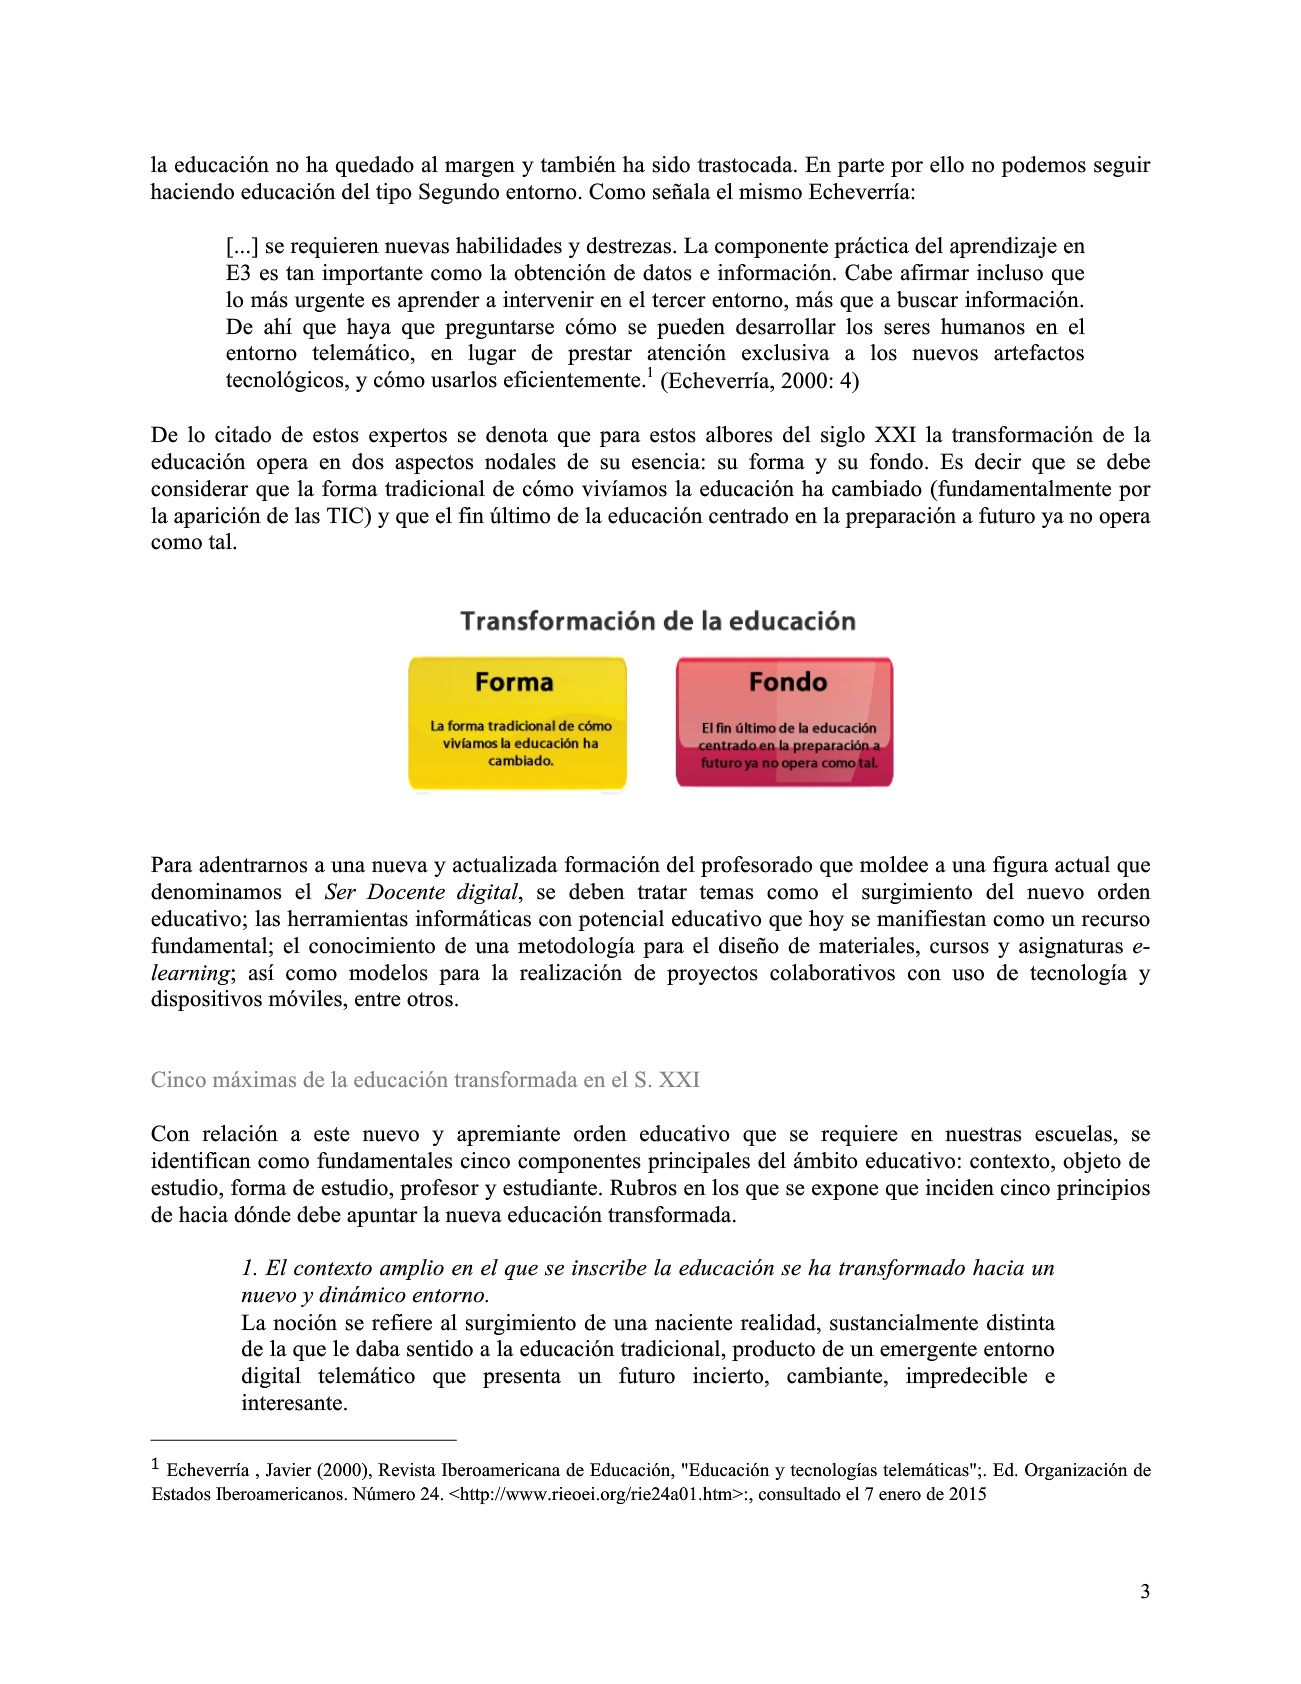 la educación no ha quedado al margen y también ha sido trastocada. En parte por ello no podemos seguir
haciendo educación del tipo Segundo entorno. Como señala el mismo Echeverría:
[...] se requieren nuevas habilidades y destrezas. La componente práctica del aprendizaje en
E3 es tan importante como la obtención de datos e información. Cabe afirmar incluso que
lo más urgente es aprender a intervenir en el tercer entorno, más que a buscar información.
De ahí que haya que preguntarse cómo se pueden desarrollar los seres humanos en el
entorno telemático, en lugar de prestar atención exclusiva a los nuevos artefactos
tecnológicos, y cómo usarlos eficientemente.1 (Echeverría, 2000: 4)
De lo citado de estos expertos se denota que para estos albores del siglo XXI la transformación de la
educación opera en dos aspectos nodales de su esencia: su forma y su fondo. Es decir que se debe
considerar que la forma tradicional de cómo vivíamos la educación ha cambiado (fundamentalmente por
la aparición de las TIC) y que el fin último de la educación centrado en la preparación a futuro ya no opera
como tal.
Transformación de la educación
Forma
La forma tradicional de cómo
vivíamos la educación ha
cambiado.
Fondo
El fin último de la educación
centrado en la preparación a
futuro ya no opera como tal.
Para adentrarnos a una nueva y actualizada formación del profesorado que moldee a una figura actual que
denominamos el Ser Docente digital, se deben tratar temas como el surgimiento del nuevo orden
educativo; las herramientas informáticas con potencial educativo que hoy se manifiestan como un recurso
fundamental; el conocimiento de una metodología para el diseño de materiales, cursos y asignaturas e-
learning; así como modelos para la realización de proyectos colaborativos con uso de tecnología y
dispositivos móviles, entre otros.
Cinco máximas de la educación transformada en el S. XXI
Con relación a este nuevo y apremiante orden educativo que se requiere en nuestras escuelas, se
identifican como fundamentales cinco componentes principales del ámbito educativo: contexto, objeto de
estudio, forma de estudio, profesor y estudiante. Rubros en los que se expone que inciden cinco principios
de hacia dónde debe apuntar la nueva educación transformada.
1. El contexto amplio en el que se inscribe la educación se ha transformado hacia un
nuevo y dinámico entorno.
La noción se refiere al surgimiento de una naciente realidad, sustancialmente distinta
de la que le daba sentido a la educación tradicional, producto de un emergente entorno
digital telemático que presenta un futuro incierto, cambiante, impredecible e
interesante.
1 Echeverría , Javier (2000), Revista Iberoamericana de Educación, "Educación y tecnologías telemáticas";. Ed. Organización de
Estados Iberoamericanos. Número 24. <http://www.rieoei.org/rie24a01.htm>:, consultado el 7 enero de 2015
3